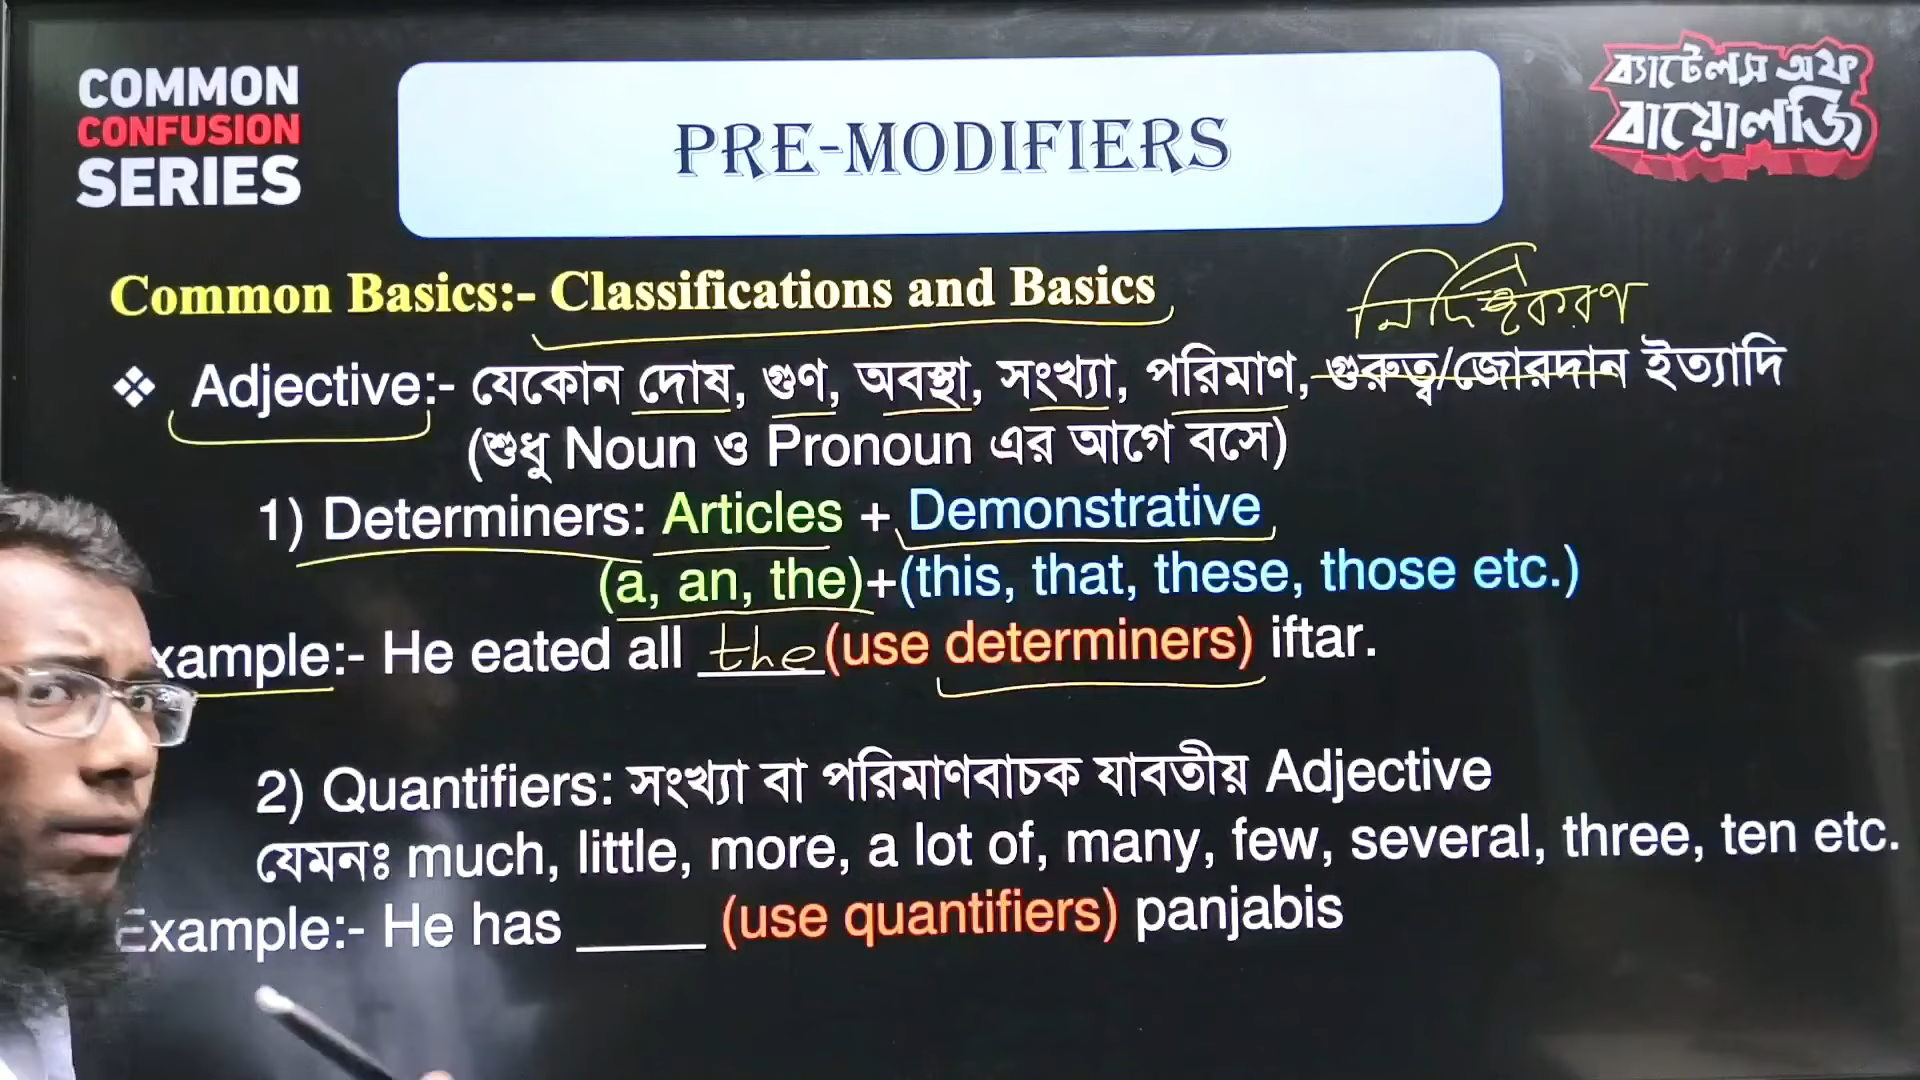 COMMON
CONFUSION
SERIES
PRE-MODIFIERS
ব্যাটেলস অফ
বায়োলজি
Common Basics:- Classifications and Basics
নির্দিষ্টকরণ
❖ Adjective:- যেকোন দোষ, গুণ, অবস্থা, সংখ্যা, পরিমাণ, গুরুত্ব/জোরদান ইত্যাদি
(শুধু Noun ও Pronoun এর আগে বসে)
1) Determiners: Articles + Demonstrative
(a, an, the)+(this, that, these, those etc.)
xample:- He eated all the (use determiners) iftar.
2) Quantifiers: সংখ্যা বা পরিমাণবাচক যাবতীয় Adjective
যেমনঃ much, little, more, a lot of, many, few, several, three, ten etc.
Example:- He has _____ (use quantifiers) panjabis